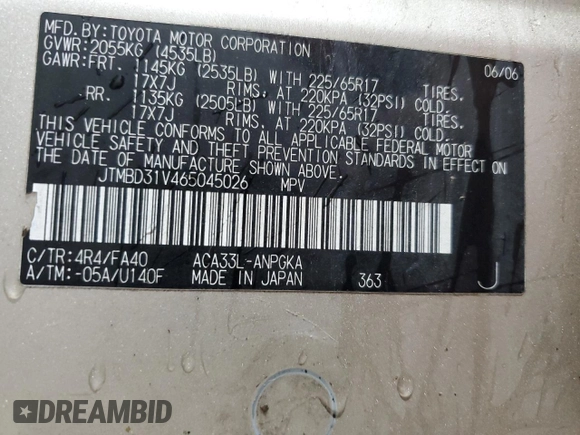 MFD.BY:TOYOTA MOTOR CORPORATION 06/06
GVWR:2055KG (4535LB)
GAWR:FRT. 1145KG (2535LB) WITH 225/65R17 TIRES,
17X7J RIMS, AT 220KPA (32PSI) COLD.
RR. 1135KG (2505LB) WITH 225/65R17 TIRES,
17X7J RIMS, AT 220KPA (32PSI) COLD.
THIS VEHICLE CONFORMS TO ALL APPLICABLE FEDERAL MOTOR
VEHICLE SAFETY AND THEFT PREVENTION STANDARDS IN EFFECT ON
THE DATE OF MANUFACTURE SHOWN ABOVE.
JTMBD31V465045026 MPV
C/TR:4R4/FA40 ACA33L-ANPGKA
A/TM:-05A/U140F MADE IN JAPAN 363 J
DREAMBID